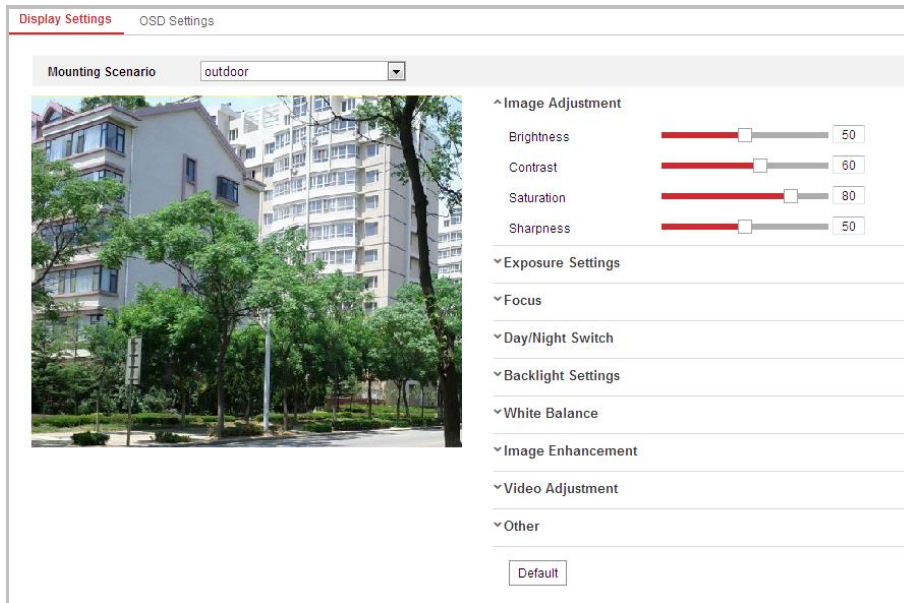 Display Settings OSD Settings
Mounting Scenario outdoor
Image Adjustment
Brightness 50
Contrast 60
Saturation 80
Sharpness 50
Exposure Settings
Focus
Day/Night Switch
Backlight Settings
White Balance
Image Enhancement
Video Adjustment
Other
Default